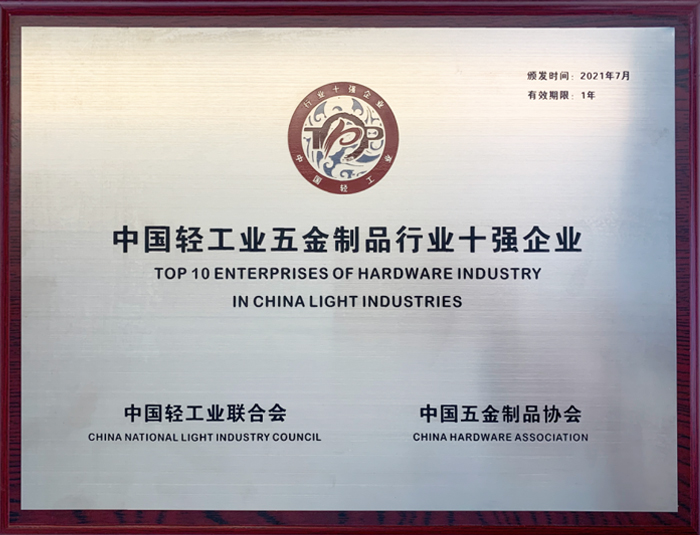 颁发时间：2021年7月
有效期限：1年
行业十强企业
TOP
中国轻工业
中国轻工业五金制品行业十强企业
TOP 10 ENTERPRISES OF HARDWARE INDUSTRY
IN CHINA LIGHT INDUSTRIES
中国轻工业联合会
中国五金制品协会
CHINA NATIONAL LIGHT INDUSTRY COUNCIL
CHINA HARDWARE ASSOCIATION